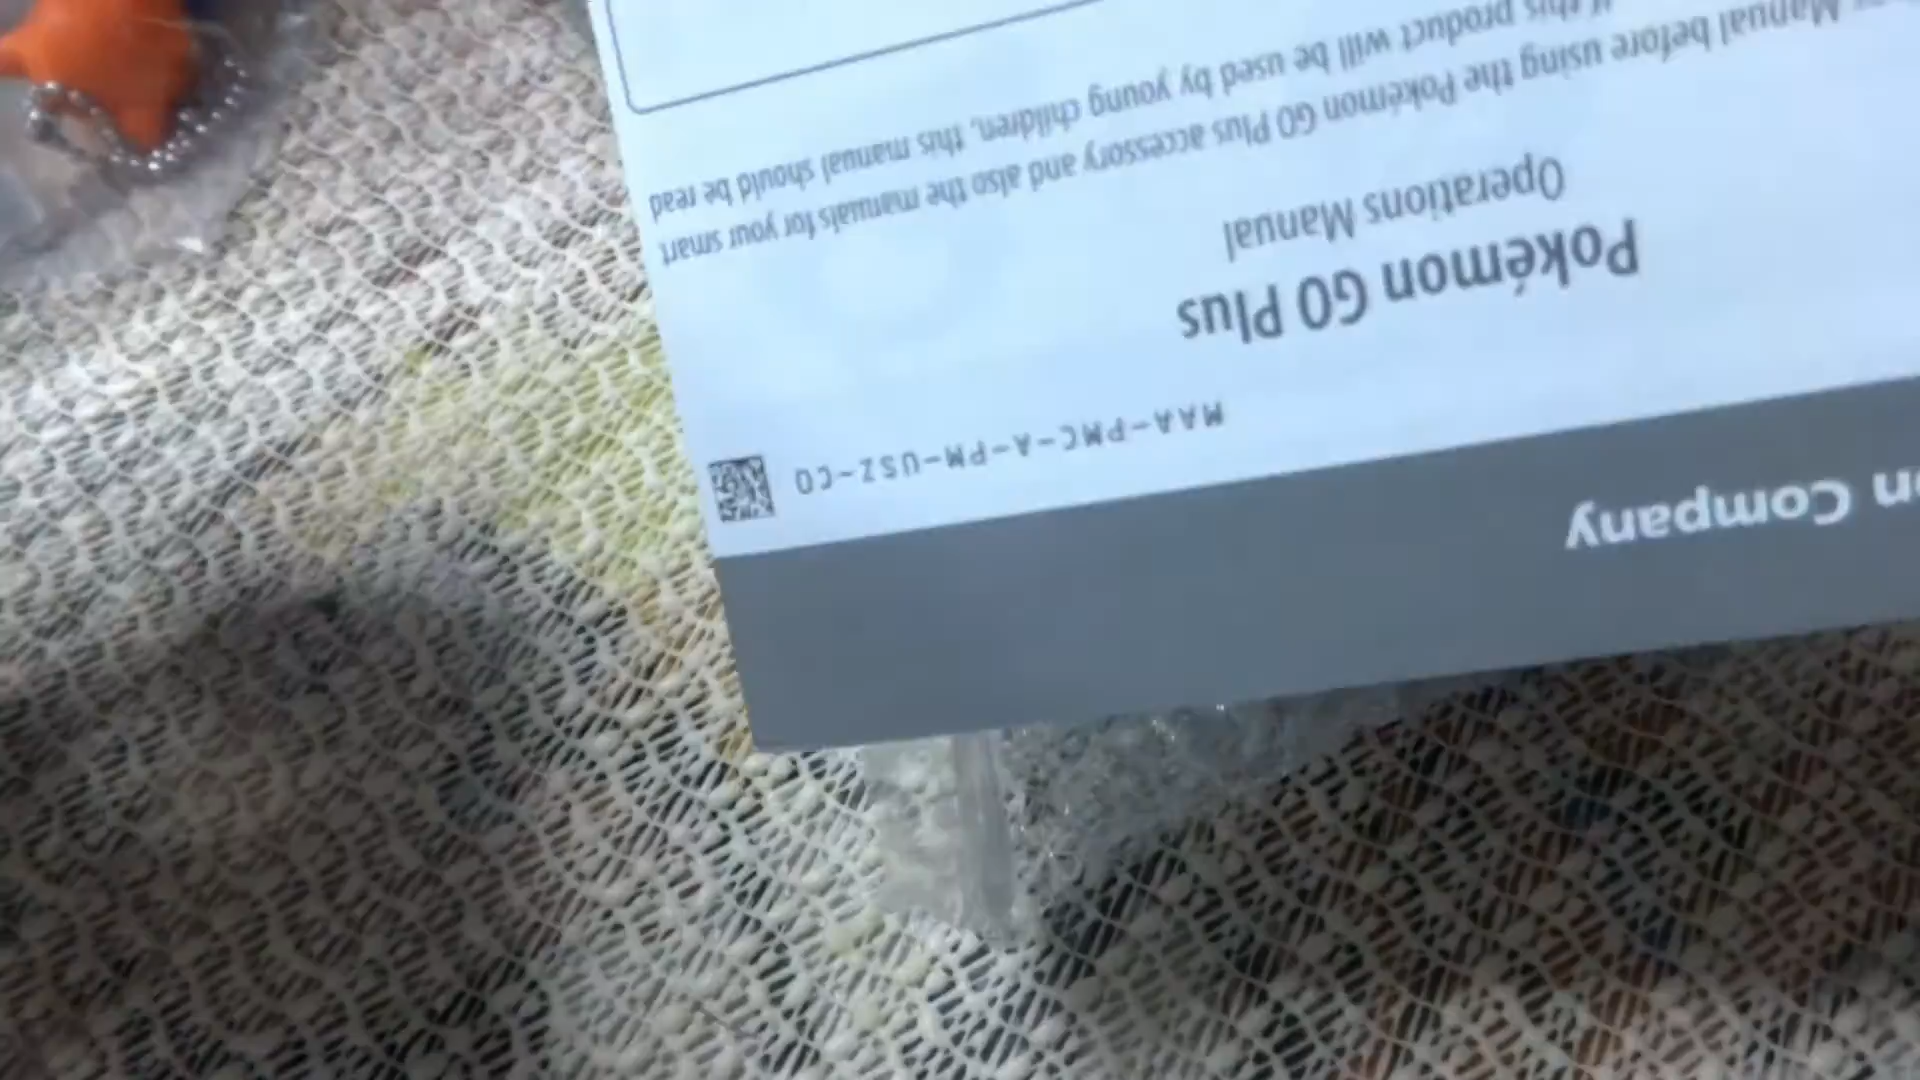 on Company
MAA-PMC-A-PM-USZ-C0
Pokémon GO Plus
Operations Manual
Manual before using the Pokémon GO Plus accessory and also the manuals for your smart
If this product will be used by young children, this manual should be read